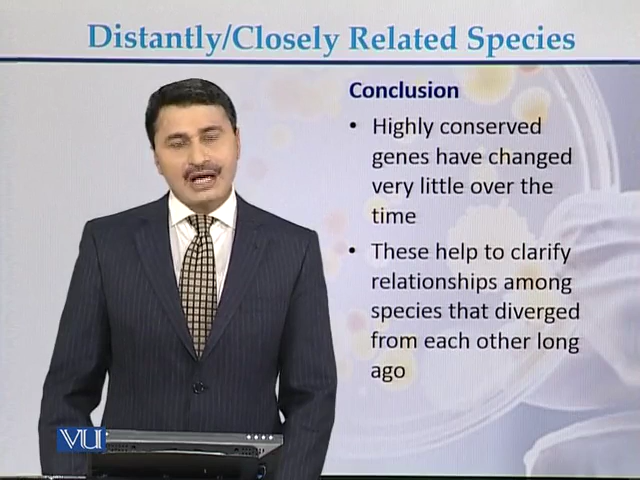 Distantly/Closely Related Species
Conclusion
• Highly conserved
genes have changed
very little over the
time
• These help to clarify
relationships among
species that diverged
from each other long
ago
VU